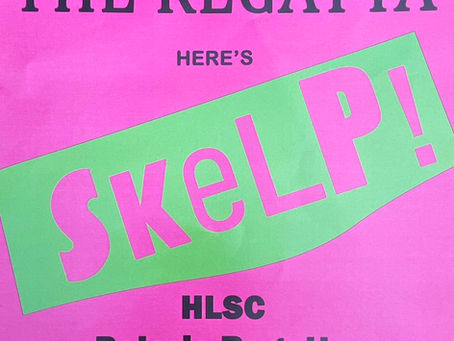 THE REGATTA
HERE'S
SKeLP!
HLSC